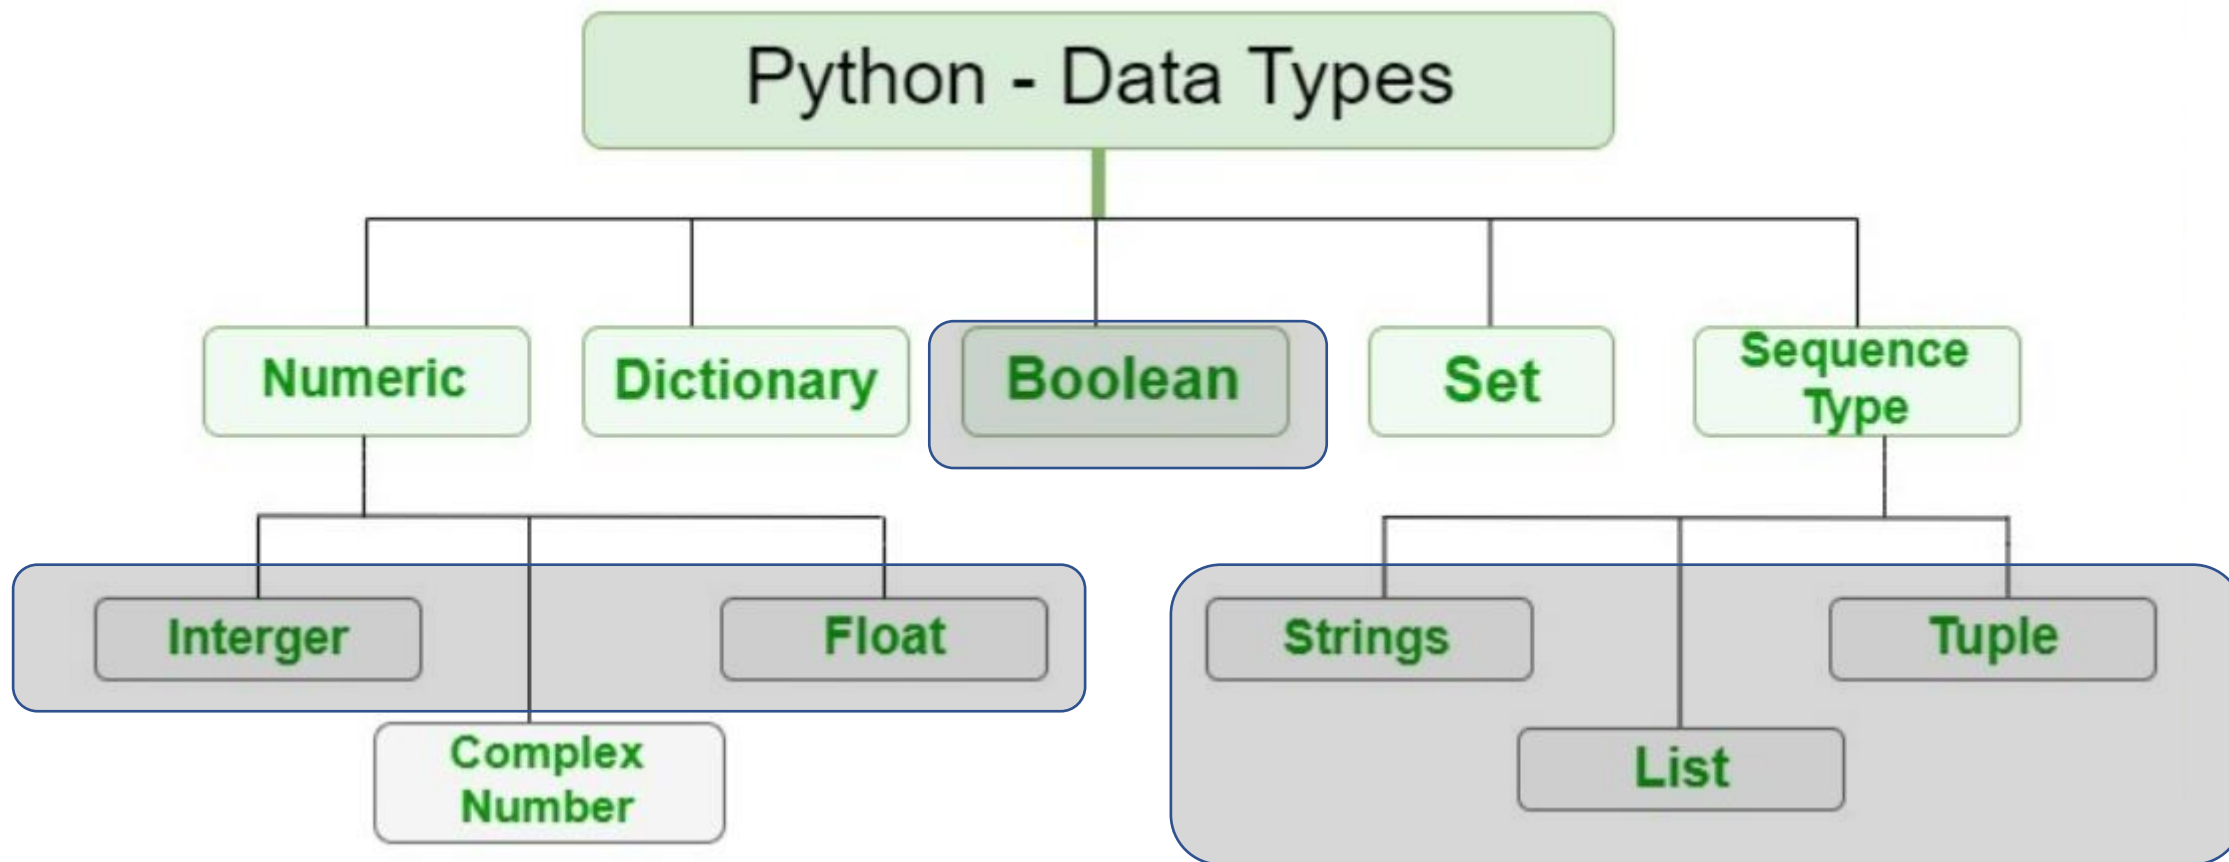 Python - Data Types
Numeric
Dictionary
Boolean
Set
Sequence
Type
Interger
Float
Strings
Tuple
Complex
Number
List